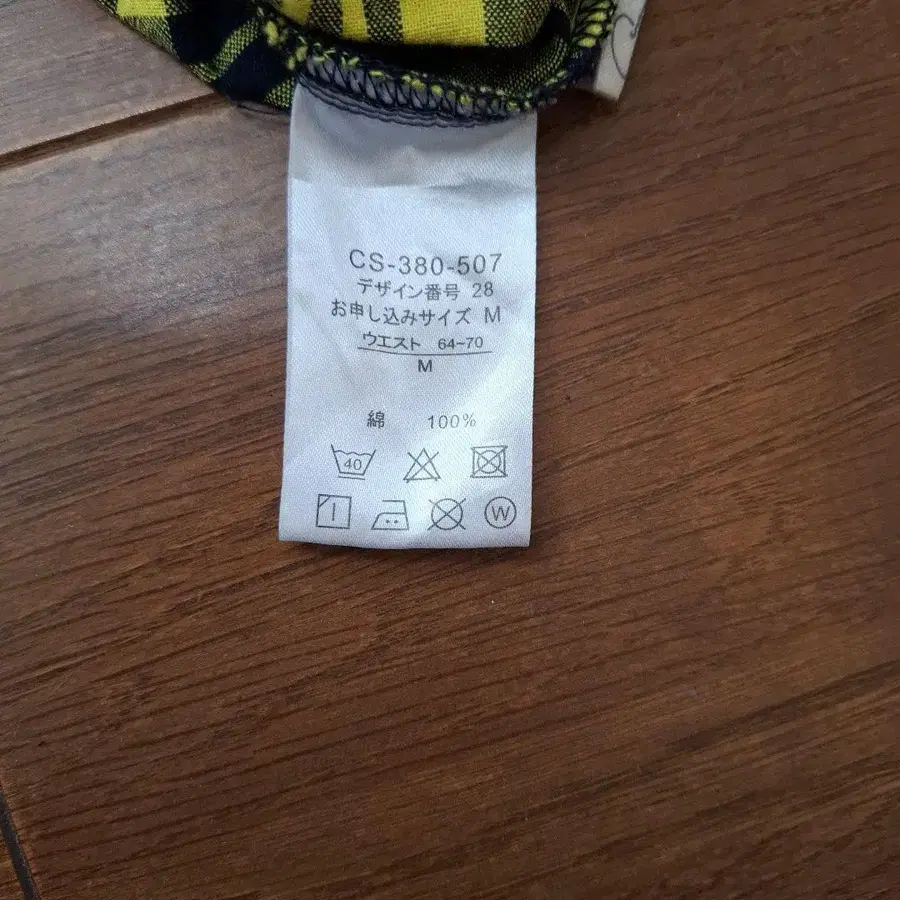 CS-380-507
デザイン番号 28
お申し込みサイズ M
ウエスト 64-70
M
綿 100%
40
W